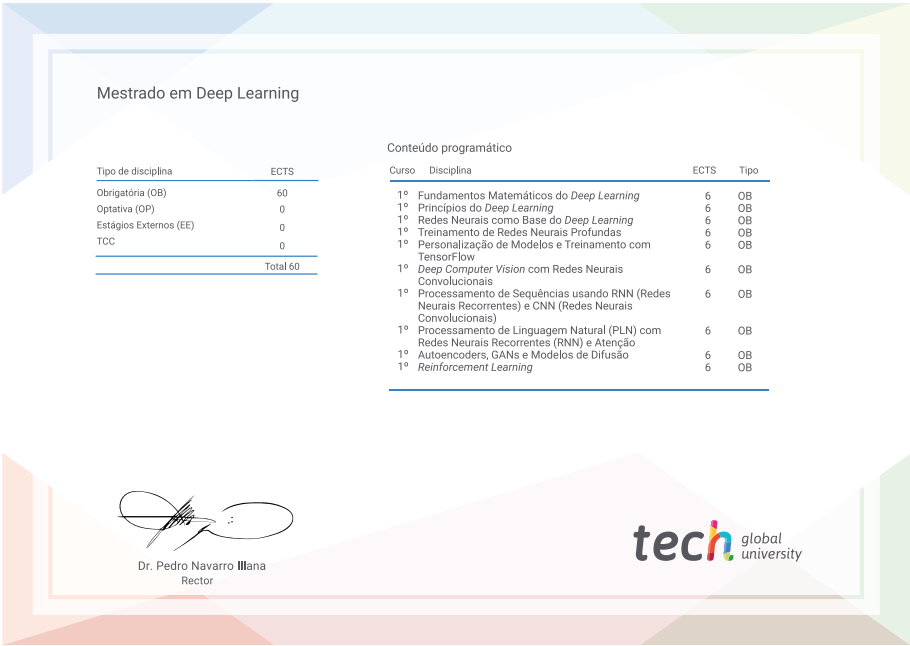 Mestrado em Deep Learning
Tipo de disciplina ECTS
Obrigatória (OB) 60
Optativa (OP) 0
Estágios Externos (EE) 0
TCC 0
Total 60
Conteúdo programático
Curso Disciplina ECTS Tipo
1º Fundamentos Matemáticos do Deep Learning 6 OB
1º Princípios do Deep Learning 6 OB
1º Redes Neurais como Base do Deep Learning 6 OB
1º Treinamento de Redes Neurais Profundas 6 OB
1º Personalização de Modelos e Treinamento com 6 OB
TensorFlow
1º Deep Computer Vision com Redes Neurais 6 OB
Convolucionais
1º Processamento de Sequências usando RNN (Redes 6 OB
Neurais Recorrentes) e CNN (Redes Neurais
Convolucionais)
1º Processamento de Linguagem Natural (PLN) com 6 OB
Redes Neurais Recorrentes (RNN) e Atenção
1º Autoencoders, GANs e Modelos de Difusão 6 OB
1º Reinforcement Learning 6 OB
Dr. Pedro Navarro Illana
Rector
tech global
university